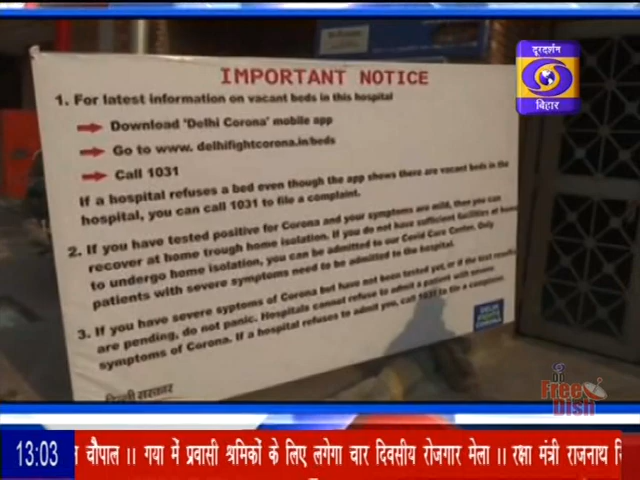 दूरदर्शन
बिहार
IMPORTANT NOTICE
1. For latest information on vacant beds in this hospital
Download 'Delhi Corona' mobile app
Go to www. delhifightcorona.in/beds
Call 1031
If a hospital refuses a bed even though the app shows there are vacant beds in the
hospital, you can call 1031 to file a complaint.
2. If you have tested positive for Corona and your symptoms are mild, then you can
recover at home trough home isolation. If you do not have sufficient facilities at home
to undergo home isolation, you can be admitted to our Covid Care Center. Only
patients with severe symptoms need to be admitted to the hospital.
3. If you have severe syptoms of Corona but have not been tested yet, or if the test results
are pending, do not panic. Hospitals cannot refuse to admit a patient with severe
symptoms of Corona. If a hospital refuses to admit you, call 1031 to file a complaint.
DELHI
FIGHTS
CORONA
दिल्ली सरकार
on
Free
Dish
13:03 चौपाल || गया में प्रवासी श्रमिकों के लिए लगेगा चार दिवसीय रोजगार मेला || रक्षा मंत्री राजनाथ